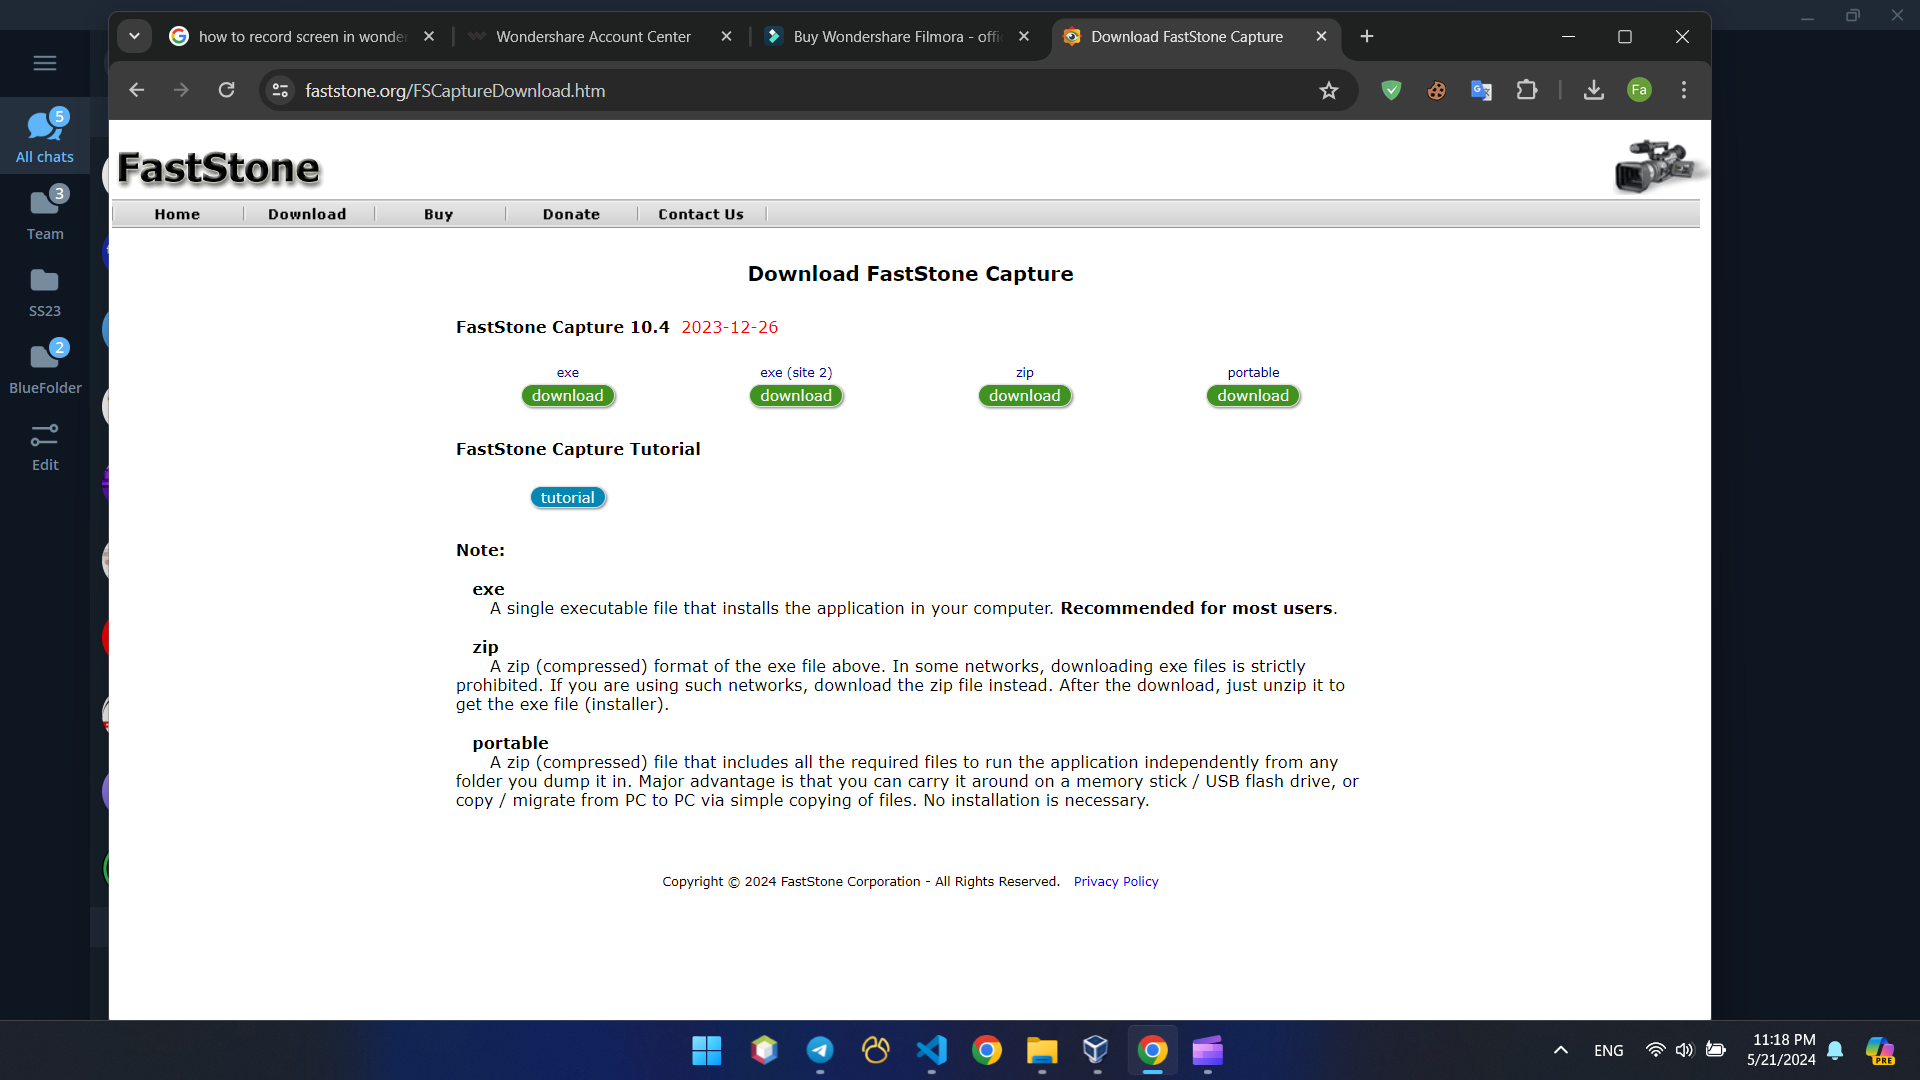 how to record screen in wonde
Wondershare Account Center
Buy Wondershare Filmora - offi
Download FastStone Capture
faststone.org/FSCaptureDownload.htm
Fa
5
All chats
3
Team
SS23
2
BlueFolder
Edit
FastStone
Home
Download
Buy
Donate
Contact Us
Download FastStone Capture
FastStone Capture 10.4 2023-12-26
exe
exe (site 2)
zip
portable
download
download
download
download
FastStone Capture Tutorial
tutorial
Note:
exe
A single executable file that installs the application in your computer. Recommended for most users.
zip
A zip (compressed) format of the exe file above. In some networks, downloading exe files is strictly
prohibited. If you are using such networks, download the zip file instead. After the download, just unzip it to
get the exe file (installer).
portable
A zip (compressed) file that includes all the required files to run the application independently from any
folder you dump it in. Major advantage is that you can carry it around on a memory stick / USB flash drive, or
copy / migrate from PC to PC via simple copying of files. No installation is necessary.
Copyright © 2024 FastStone Corporation - All Rights Reserved. Privacy Policy
ENG
11:18 PM
5/21/2024
PRE